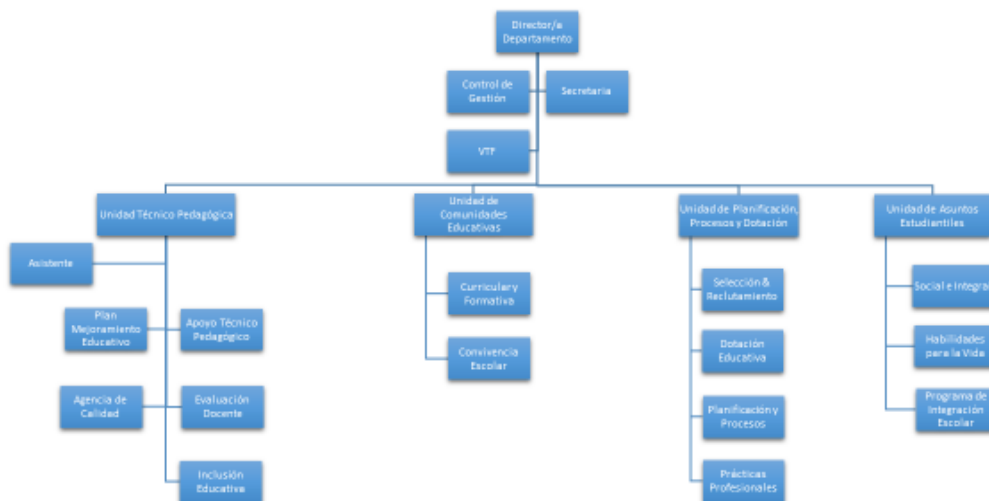 Director/a
Departamento
Control de
Gestión
Secretaria
VTF
Unidad Técnico Pedagógica
Unidad de
Comunidades
Educativas
Unidad de Planificación,
Procesos y Dotación
Unidad de Asuntos
Estudiantiles
Asistente
Plan
Mejoramiento
Educativo
Apoyo Técnico
Pedagógico
Agencia de
Calidad
Evaluación
Docente
Inclusión
Educativa
Curricular y
Formativa
Convivencia
Escolar
Selección &
Reclutamiento
Dotación
Educativa
Planificación y
Procesos
Prácticas
Profesionales
Social e Integra
Habilidades
para la Vida
Programa de
Integración
Escolar